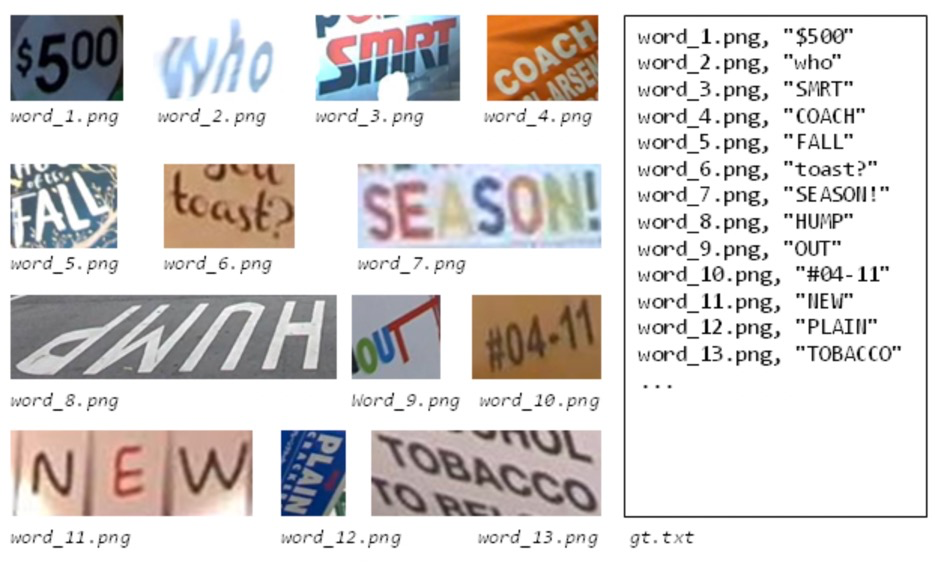 $500
who
SMRT
COACH
word_1.png
word_2.png
word_3.png
word_4.png
of the
FALL
toast?
SEASON!
word_5.png
word_6.png
word_7.png
HUMP
OUT
#04-11
word_8.png
Word_9.png
word_10.png
NEW
PLAIN
TOBACCO
TO
word_11.png
word_12.png
word_13.png
word_1.png, "$500"
word_2.png, "who"
word_3.png, "SMRT"
word_4.png, "COACH"
word_5.png, "FALL"
word_6.png, "toast?"
word_7.png, "SEASON!"
word_8.png, "HUMP"
word_9.png, "OUT"
word_10.png, "#04-11"
word_11.png, "NEW"
word_12.png, "PLAIN"
word_13.png, "TOBACCO"
...
gt.txt